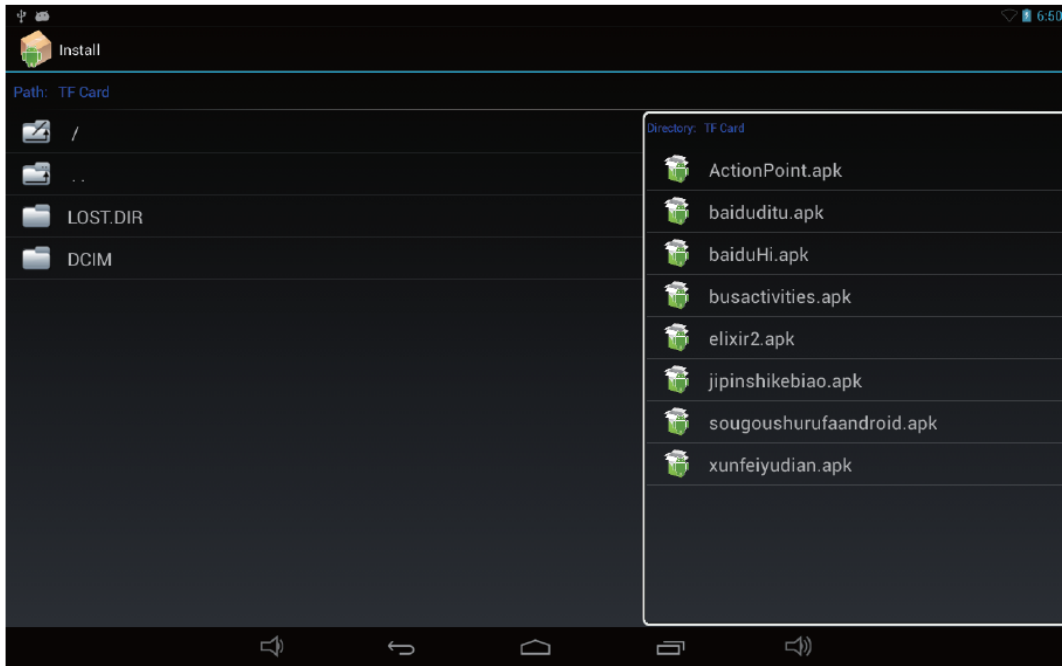 6:50
Install
Path: TF Card
/
..
LOST.DIR
DCIM
Directory: TF Card
ActionPoint.apk
baiduditu.apk
baiduHi.apk
busactivities.apk
elixir2.apk
jipinshikebiao.apk
sougoushurufaandroid.apk
xunfeiyudian.apk